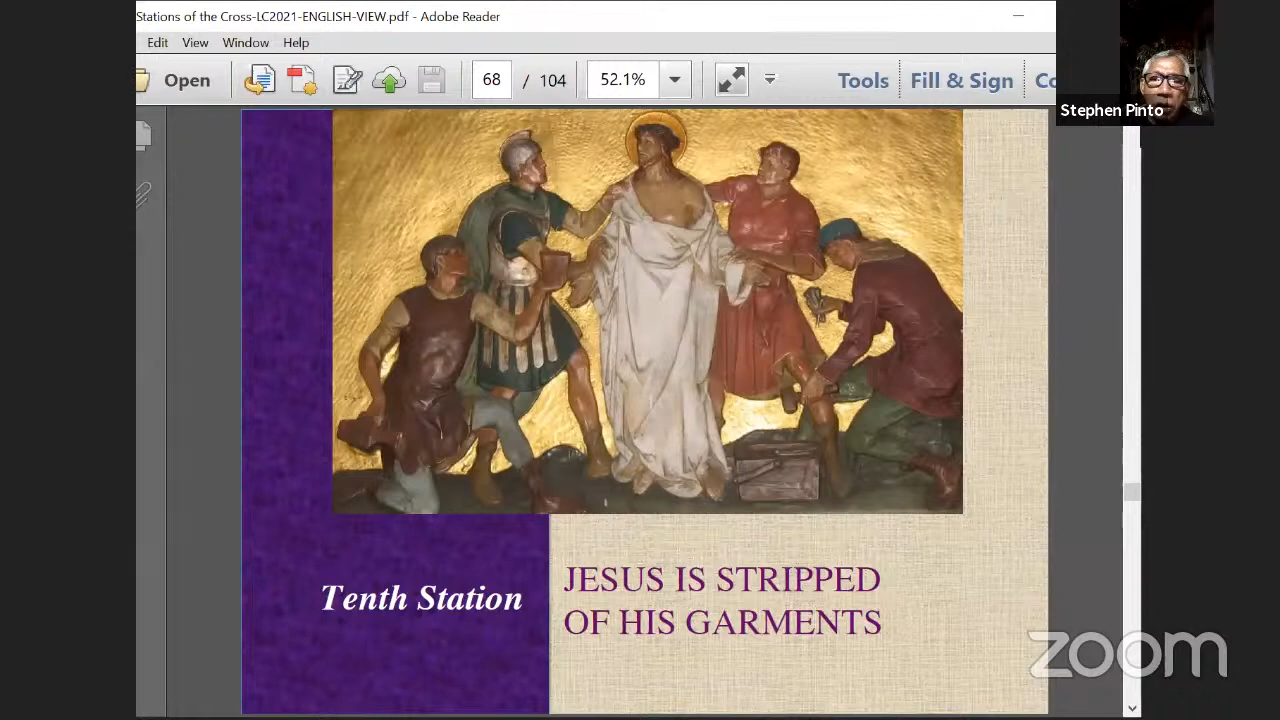 Stations of the Cross-LC2021-ENGLISH-VIEW.pdf - Adobe Reader
Edit View Window Help
Open 68 / 104 52.1% Tools Fill & Sign
Stephen Pinto
Tenth Station
JESUS IS STRIPPED
OF HIS GARMENTS
zoom